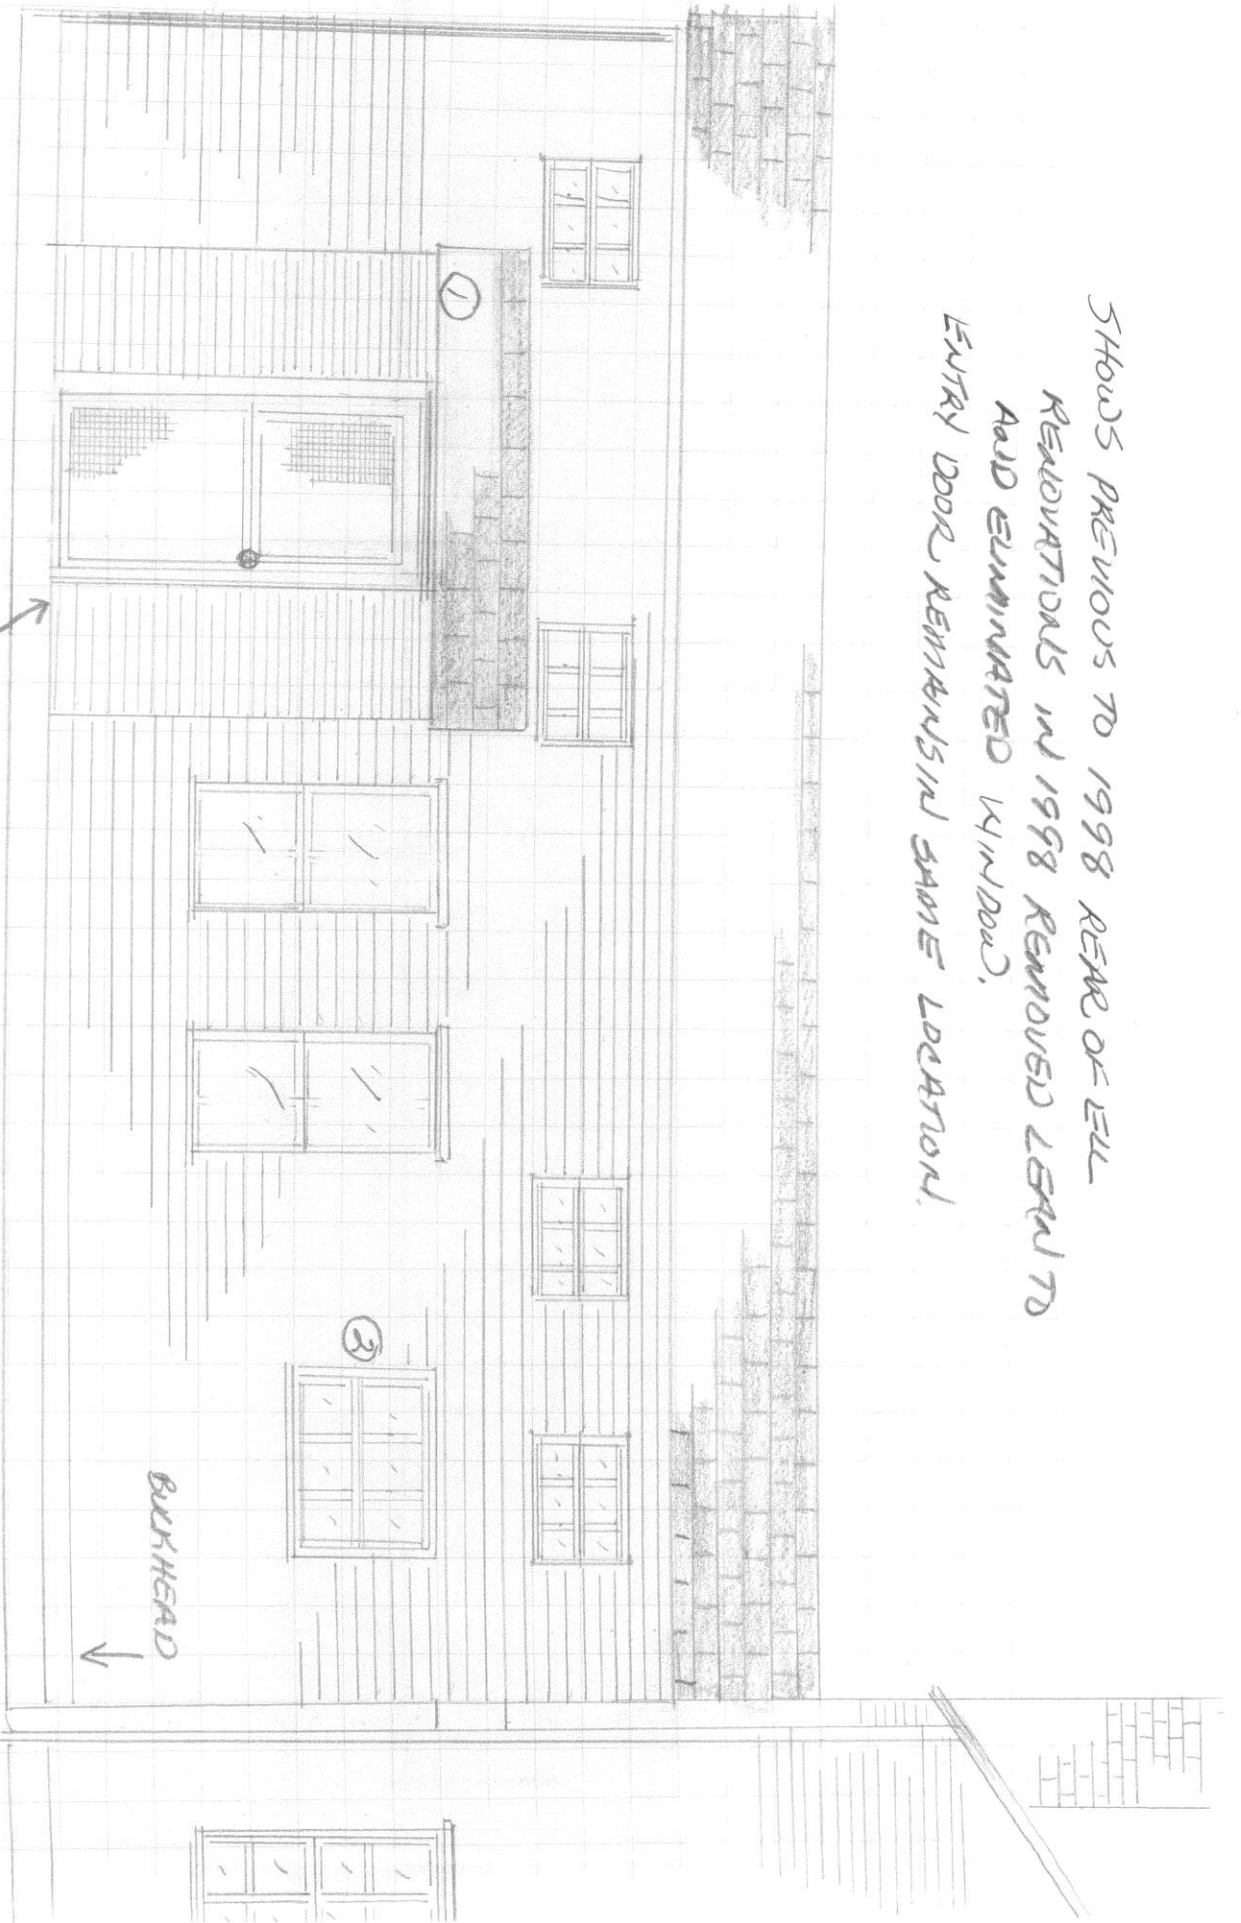 SHOWS PREVIOUS TO 1998 REAR OF ELL
RENOVATIONS IN 1998 REMOVED LEAN TO
AND ELIMINATED WINDOW.
ENTRY DOOR REMAINS IN SAME LOCATION.
1
2
BULKHEAD